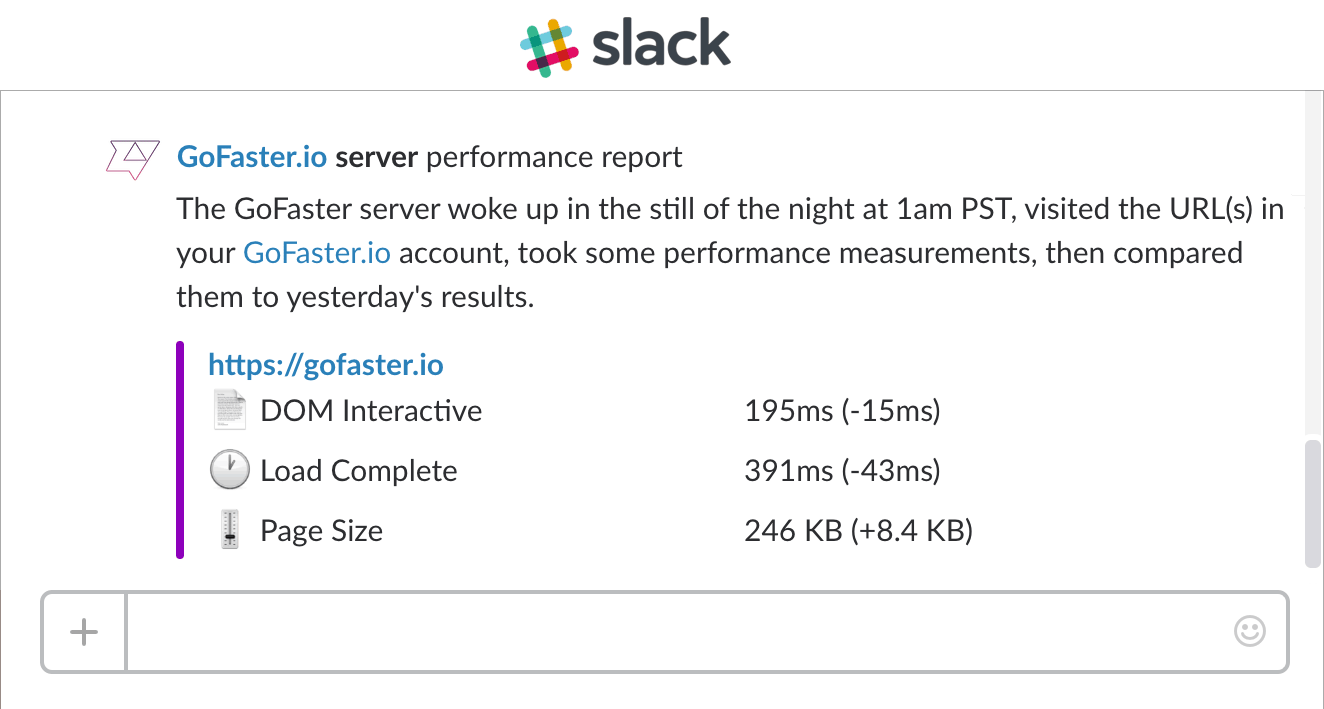 slack
GoFaster.io server performance report
The GoFaster server woke up in the still of the night at 1am PST, visited the URL(s) in
your GoFaster.io account, took some performance measurements, then compared
them to yesterday's results.
https://gofaster.io
DOM Interactive 195ms (-15ms)
Load Complete 391ms (-43ms)
Page Size 246 KB (+8.4 KB)